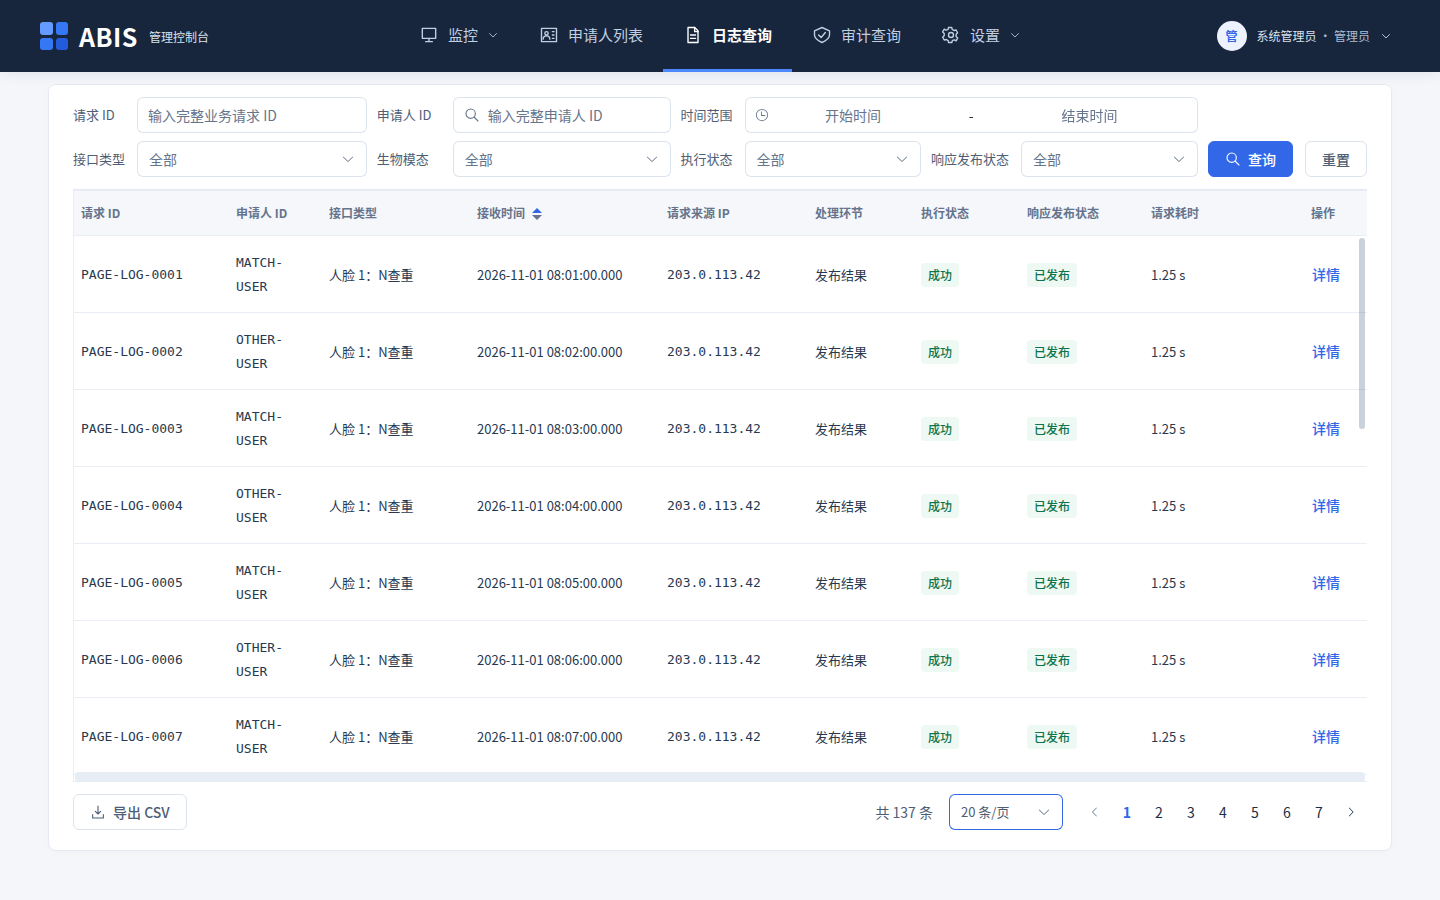 ABIS 管理控制台 监控 申请人列表 日志查询 审计查询 设置 管 系统管理员 · 管理员
请求 ID 输入完整业务请求 ID 申请人 ID 输入完整申请人 ID 时间范围 开始时间 - 结束时间
接口类型 全部 生物模态 全部 执行状态 全部 响应发布状态 全部 查询 重置
请求 ID 申请人 ID 接口类型 接收时间 请求来源 IP 处理环节 执行状态 响应发布状态 请求耗时 操作
PAGE-LOG-0001 MATCH-USER 人脸 1：N查重 2026-11-01 08:01:00.000 203.0.113.42 发布结果 成功 已发布 1.25 s 详情
PAGE-LOG-0002 OTHER-USER 人脸 1：N查重 2026-11-01 08:02:00.000 203.0.113.42 发布结果 成功 已发布 1.25 s 详情
PAGE-LOG-0003 MATCH-USER 人脸 1：N查重 2026-11-01 08:03:00.000 203.0.113.42 发布结果 成功 已发布 1.25 s 详情
PAGE-LOG-0004 OTHER-USER 人脸 1：N查重 2026-11-01 08:04:00.000 203.0.113.42 发布结果 成功 已发布 1.25 s 详情
PAGE-LOG-0005 MATCH-USER 人脸 1：N查重 2026-11-01 08:05:00.000 203.0.113.42 发布结果 成功 已发布 1.25 s 详情
PAGE-LOG-0006 OTHER-USER 人脸 1：N查重 2026-11-01 08:06:00.000 203.0.113.42 发布结果 成功 已发布 1.25 s 详情
PAGE-LOG-0007 MATCH-USER 人脸 1：N查重 2026-11-01 08:07:00.000 203.0.113.42 发布结果 成功 已发布 1.25 s 详情
导出 CSV 共 137 条 20 条/页 1 2 3 4 5 6 7